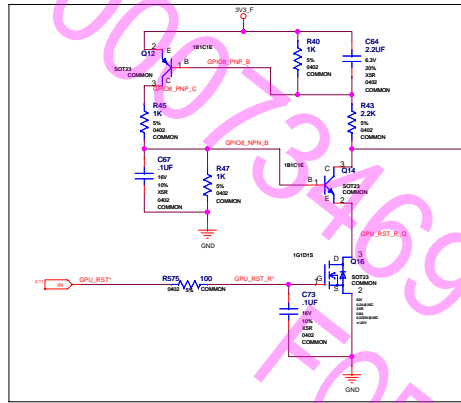 3V3_F
2
Q12
E
1B1C1E
B
1
GPIO8_PNP_B
SOT23
COMMON
C
3
GPIO8_PNP_C
R40
1K
5%
0402
COMMON
C64
2.2UF
6.3V
20%
X5R
0402
COMMON
R45
1K
5%
0402
COMMON
R43
2.2K
5%
0402
COMMON
GPIO8_NPN_B
C67
.1UF
16V
10%
X5R
0402
COMMON
R47
1K
5%
0402
COMMON
GND
1B1C1E
C
3
Q14
B
1
SOT23
COMMON
E
2
GPU_RST_R_Q
1G1D1S
D
3
Q16
G
1
S
2
SOT23
COMMON
IN
GPU_RST*
R575
100
0402
5%
COMMON
GPU_RST_R*
C73
.1UF
16V
10%
X5R
0402
COMMON
GND